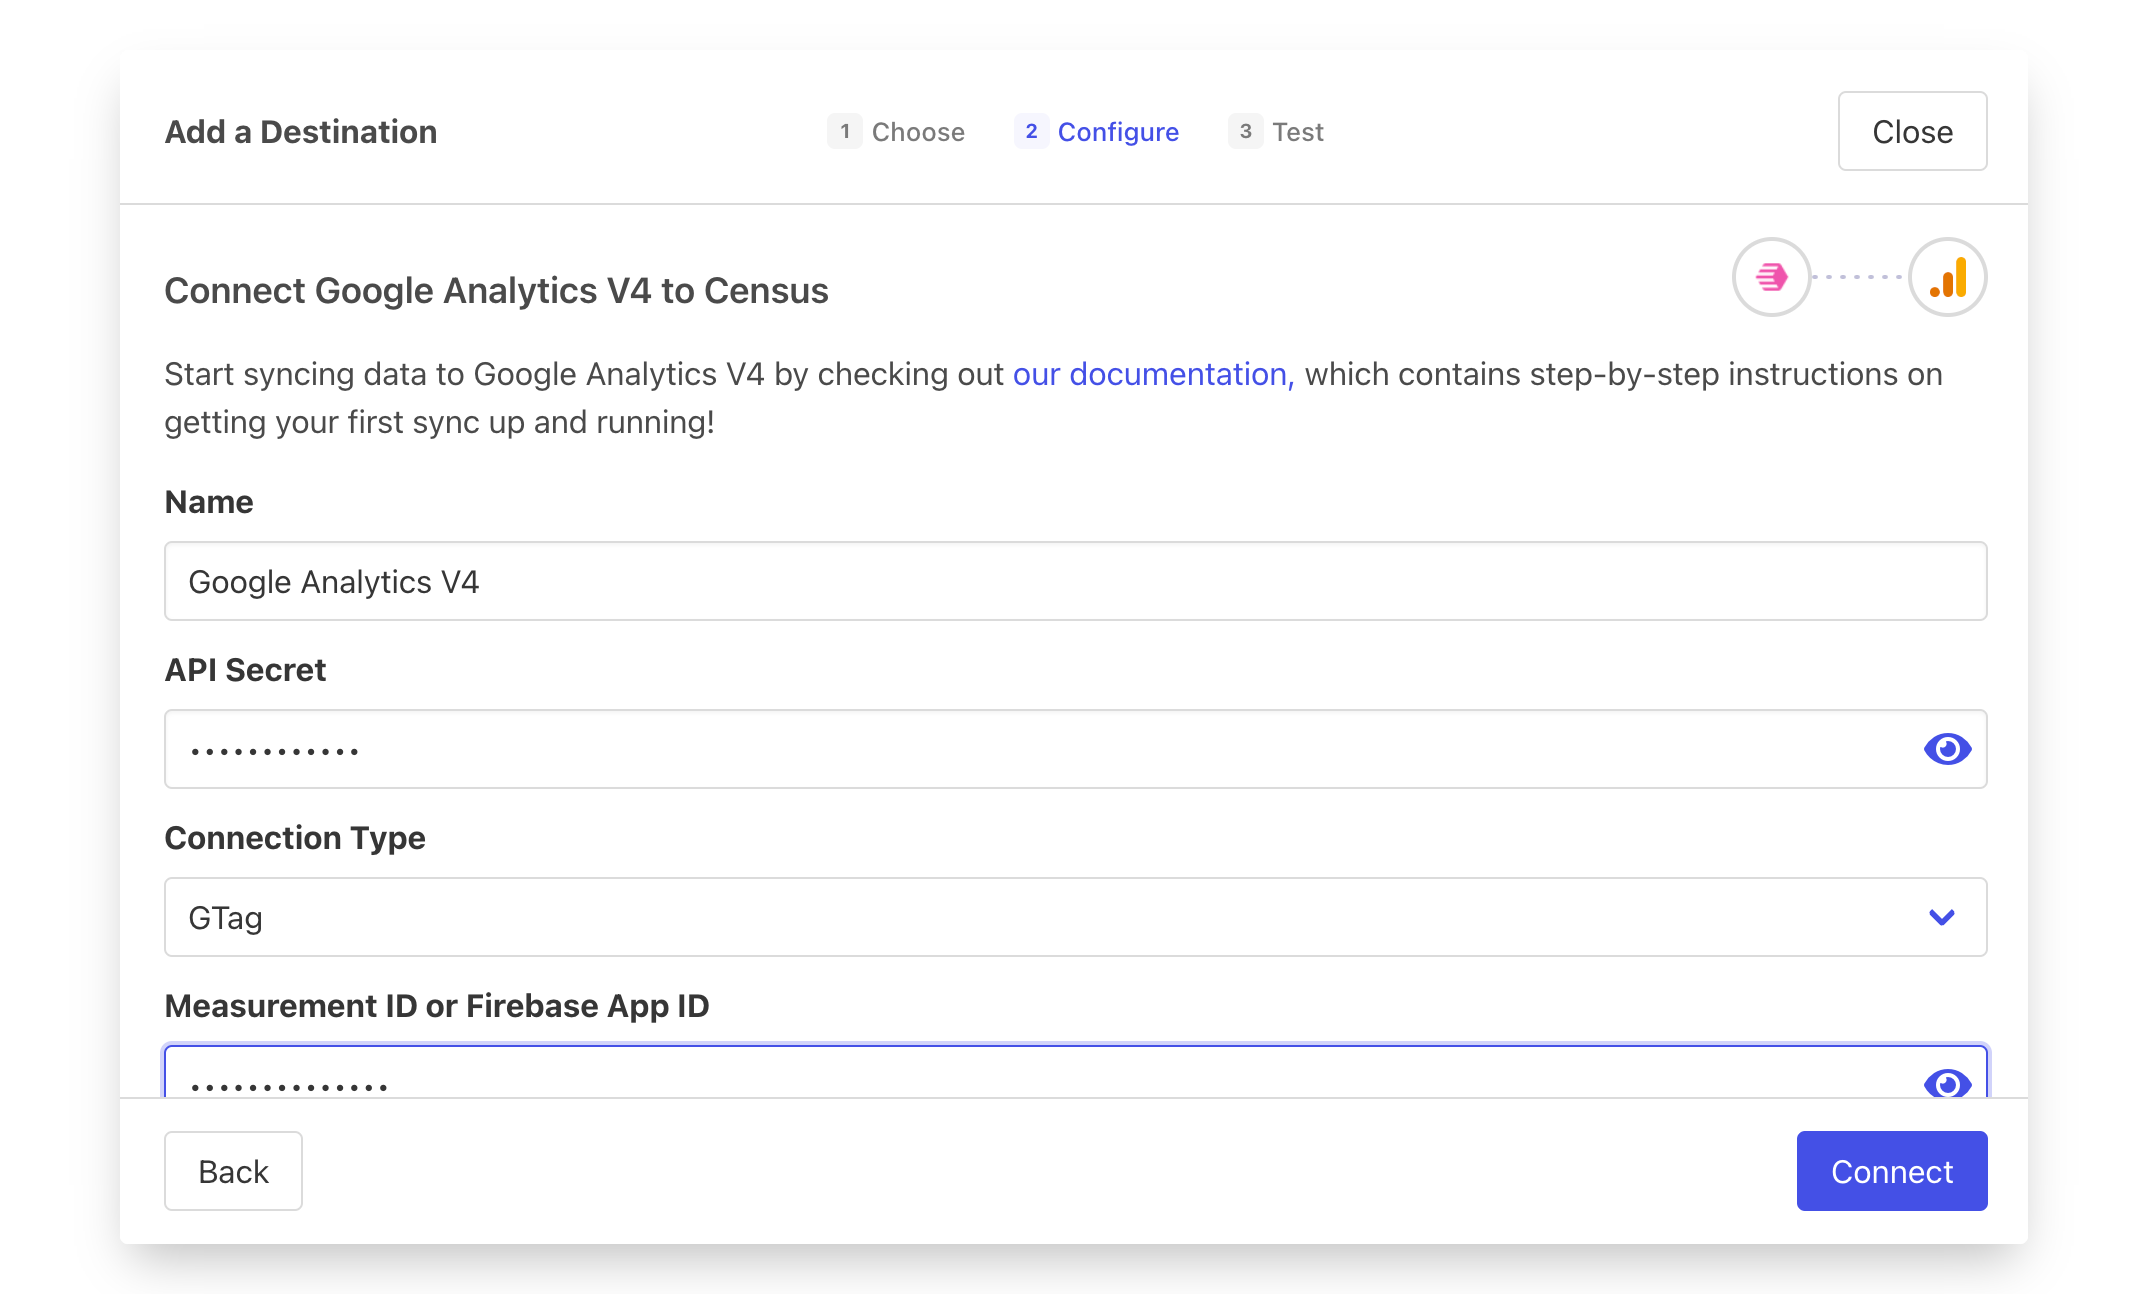 Add a Destination
1 Choose
2 Configure
3 Test
Close
Connect Google Analytics V4 to Census
Start syncing data to Google Analytics V4 by checking out our documentation, which contains step-by-step instructions on
getting your first sync up and running!
Name
Google Analytics V4
API Secret
••••••••••••
Connection Type
GTag
Measurement ID or Firebase App ID
••••••••••••••
Back
Connect